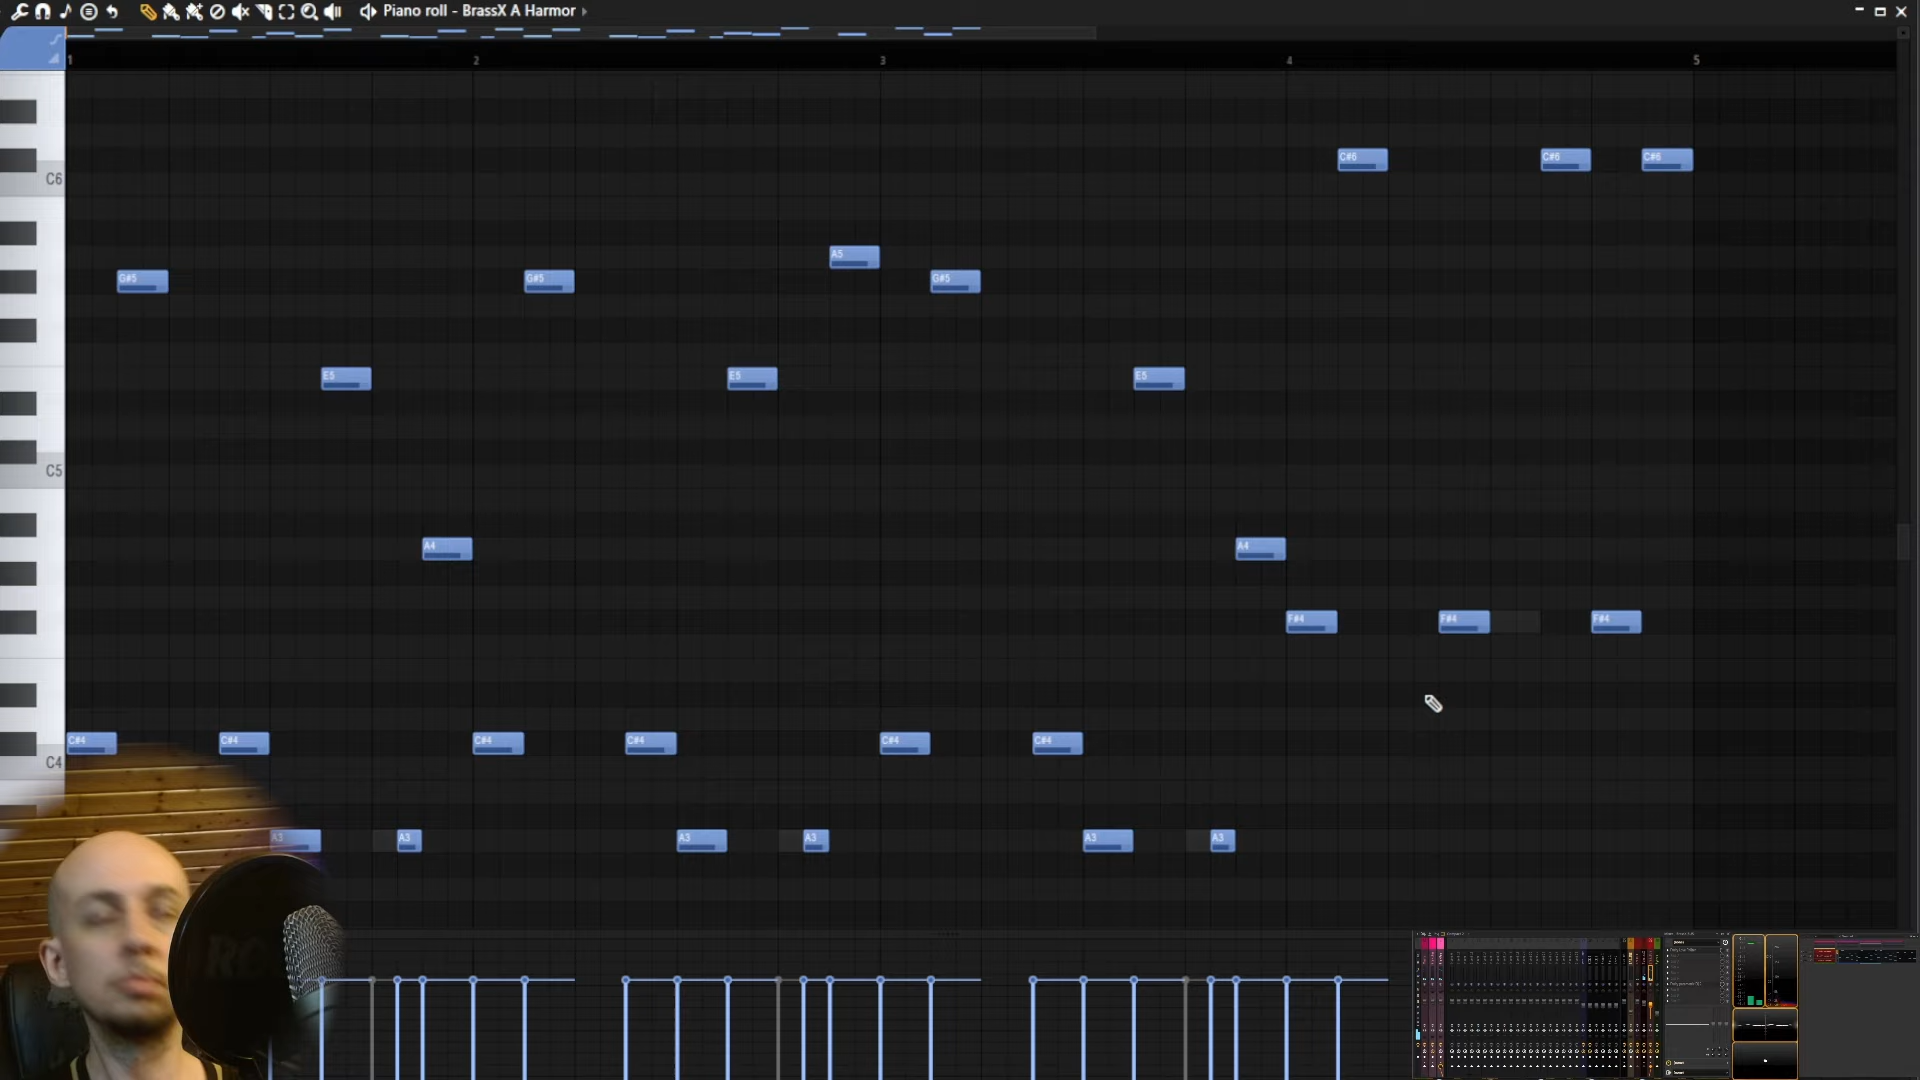 Piano roll - BrassX A Harmor
1 2 3 4 5
C#6 C#6 C#6
C6
A5
G#5 G#5 G#5
E5 E5 E5
C5
A4 A4
F#4 F#4 F#4
C#4 C#4 C#4 C#4 C#4 C#4
C4
A3 A3 A3 A3 A3 A3